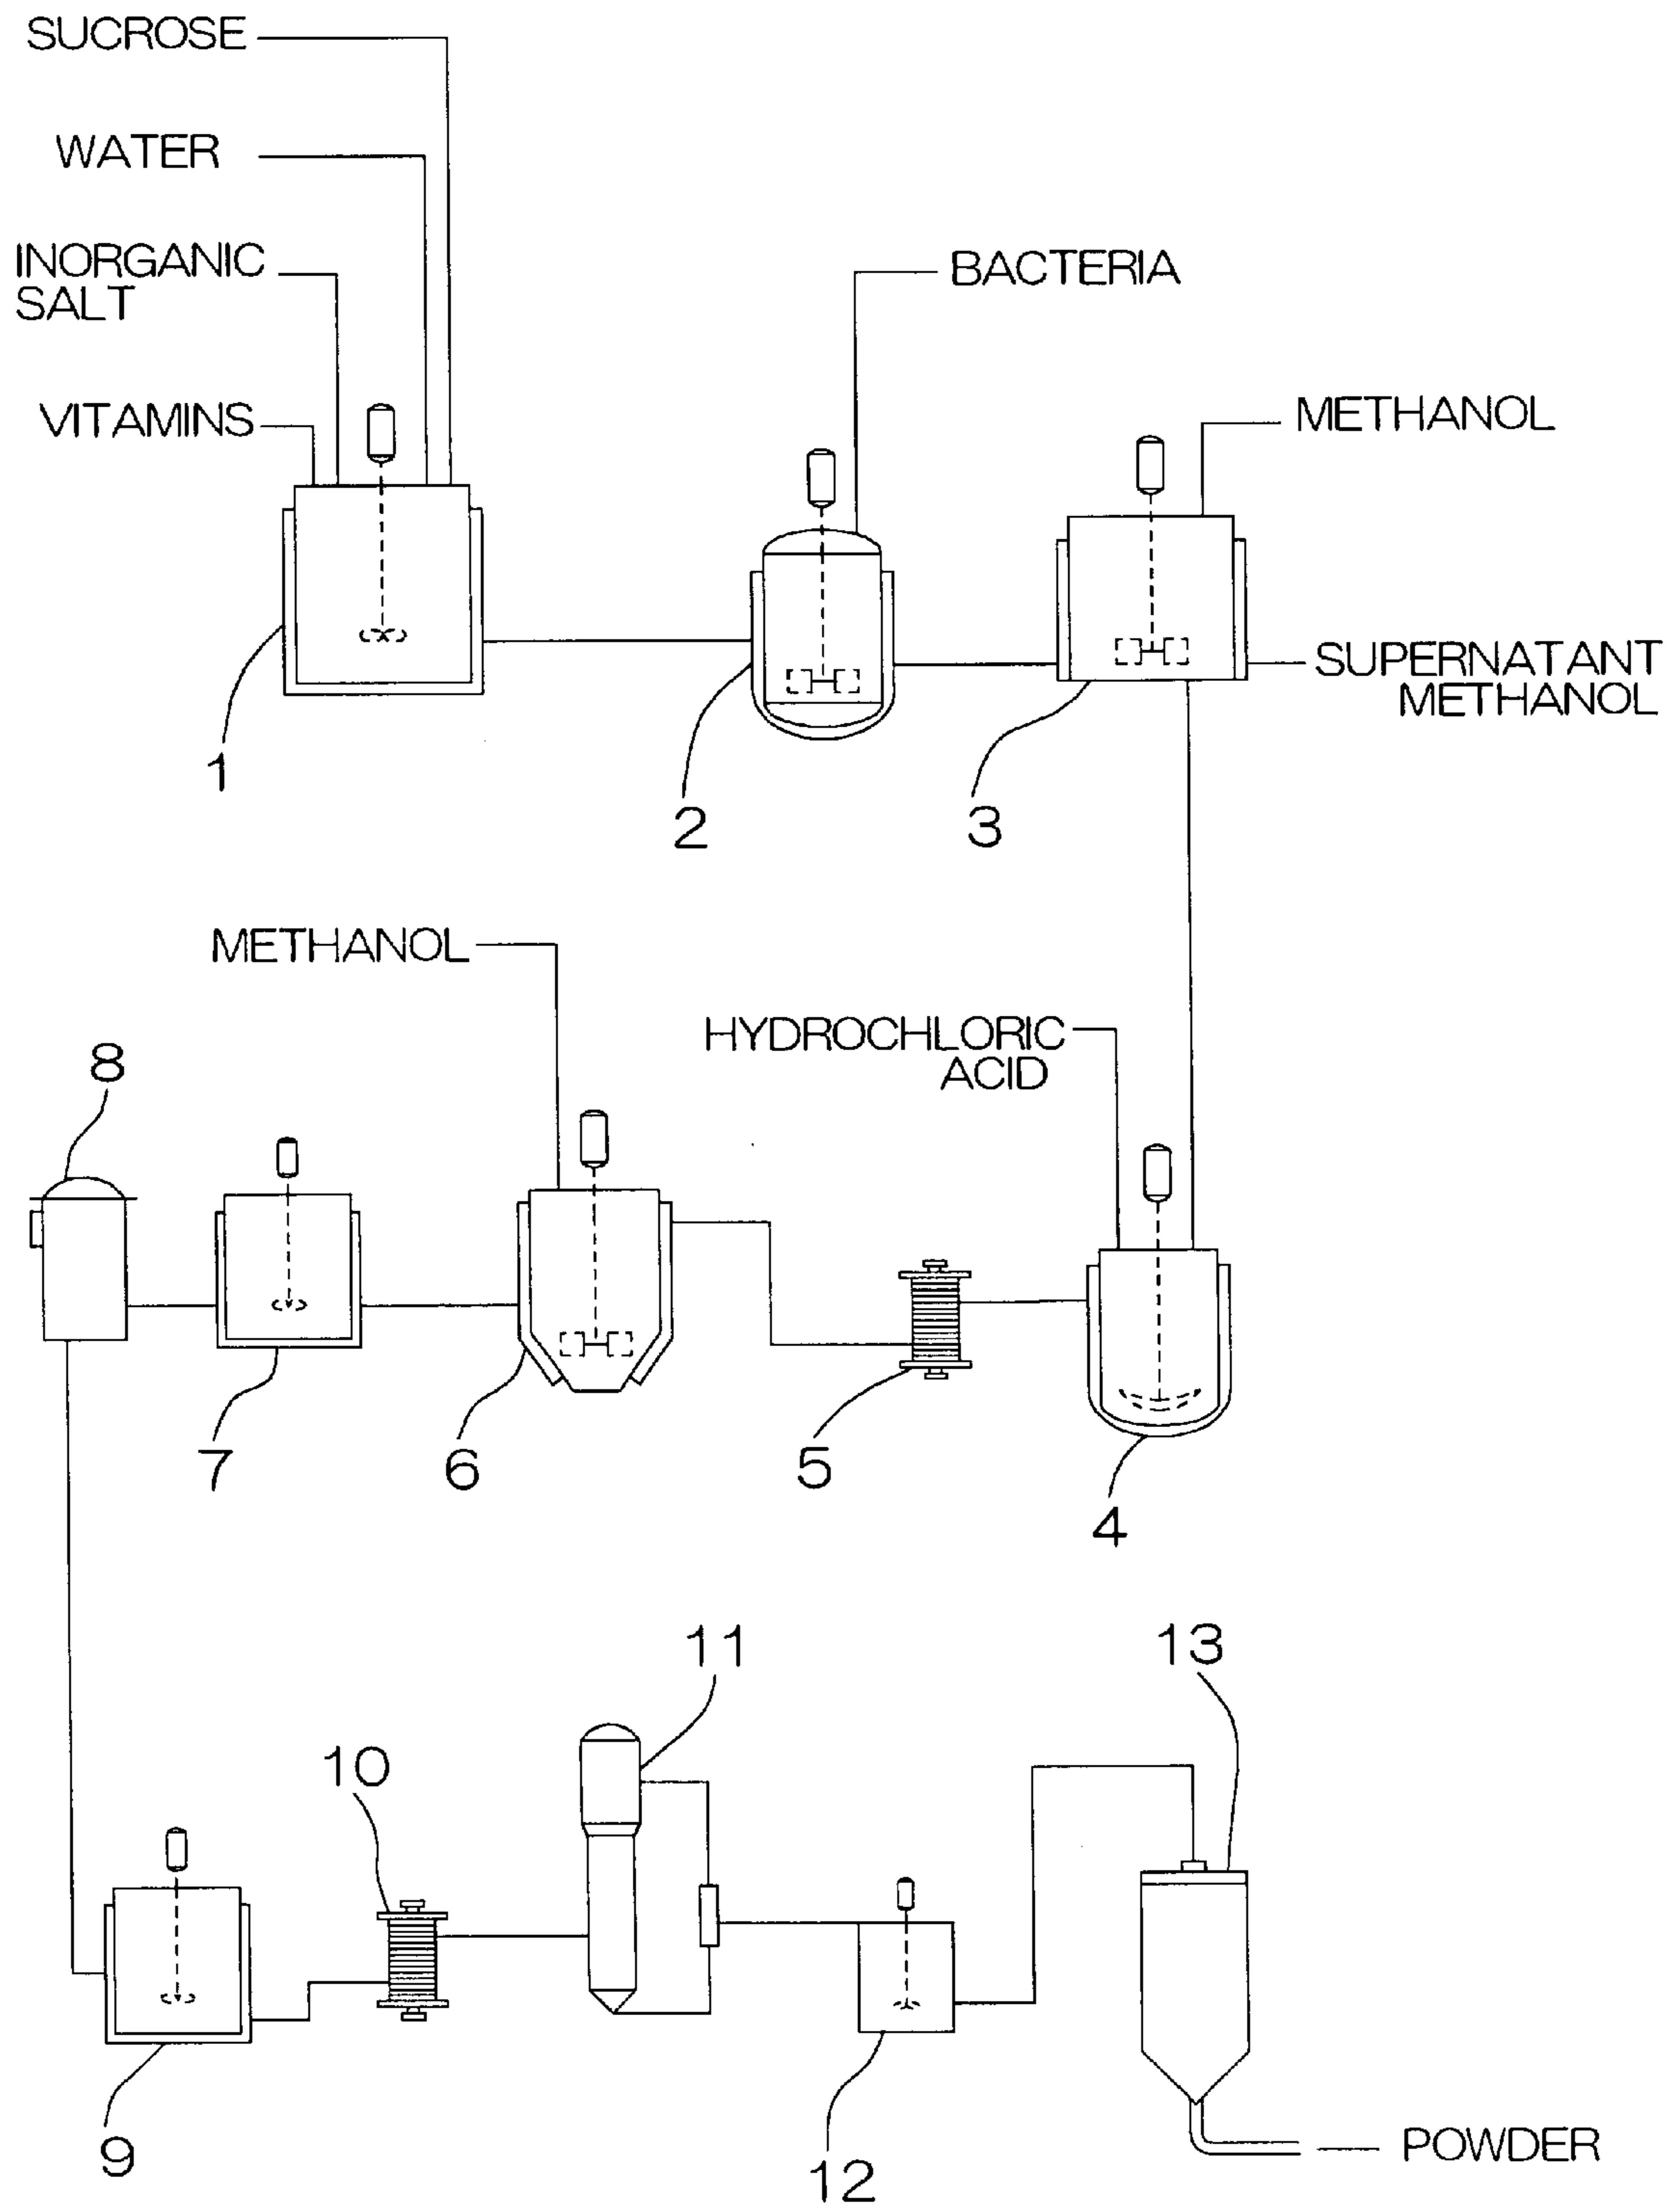 SUCROSE
WATER
INORGANIC
SALT
BACTERIA
VITAMINS
METHANOL
SUPERNATANT
METHANOL
1
2
3
METHANOL
HYDROCHLORIC
ACID
8
7
6
5
4
11
13
10
9
12
POWDER